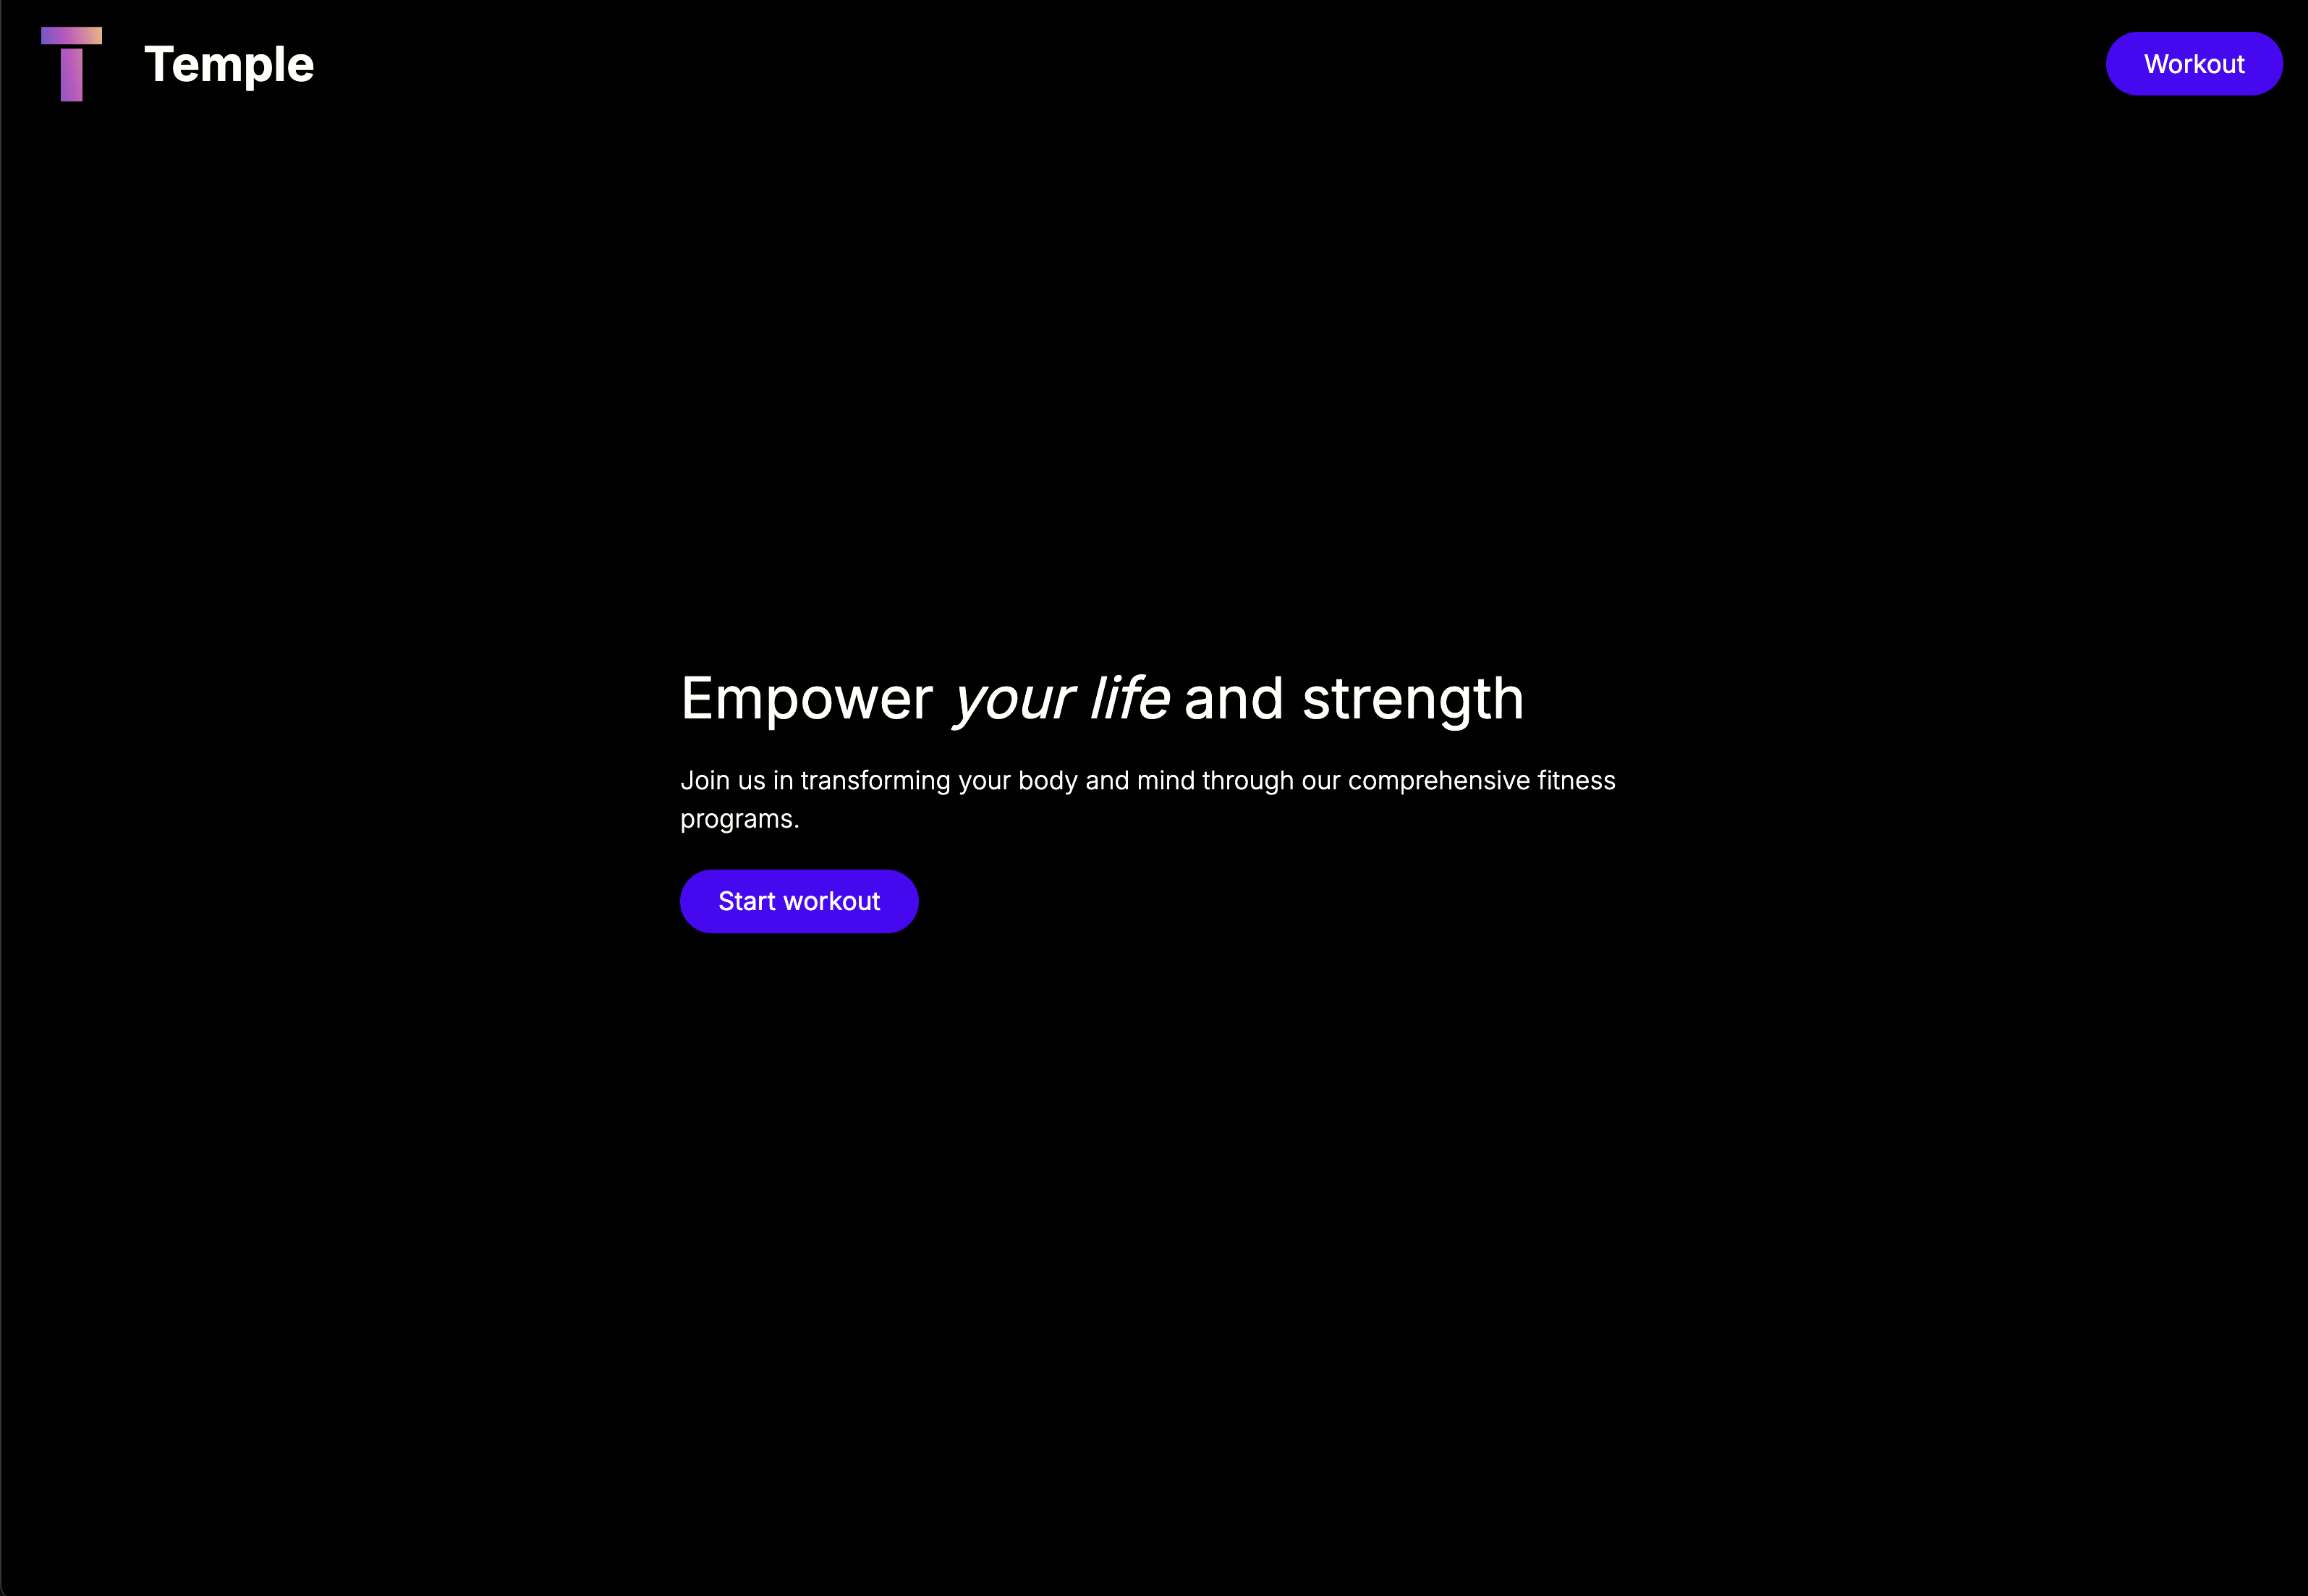 Temple
Workout
Empower your life and strength
Join us in transforming your body and mind through our comprehensive fitness
programs.
Start workout